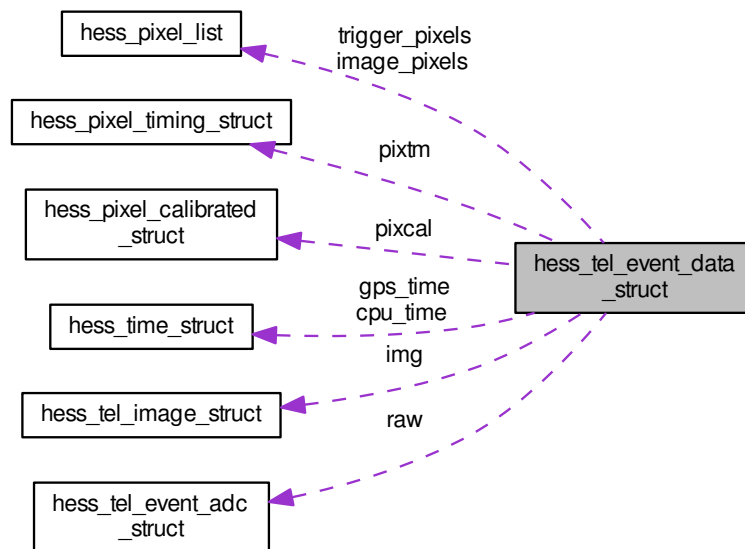 hess_pixel_list
trigger_pixels
image_pixels
hess_pixel_timing_struct
pixtm
hess_pixel_calibrated
_struct
pixcal
hess_tel_event_data
_struct
gps_time
cpu_time
hess_time_struct
img
hess_tel_image_struct
raw
hess_tel_event_adc
_struct